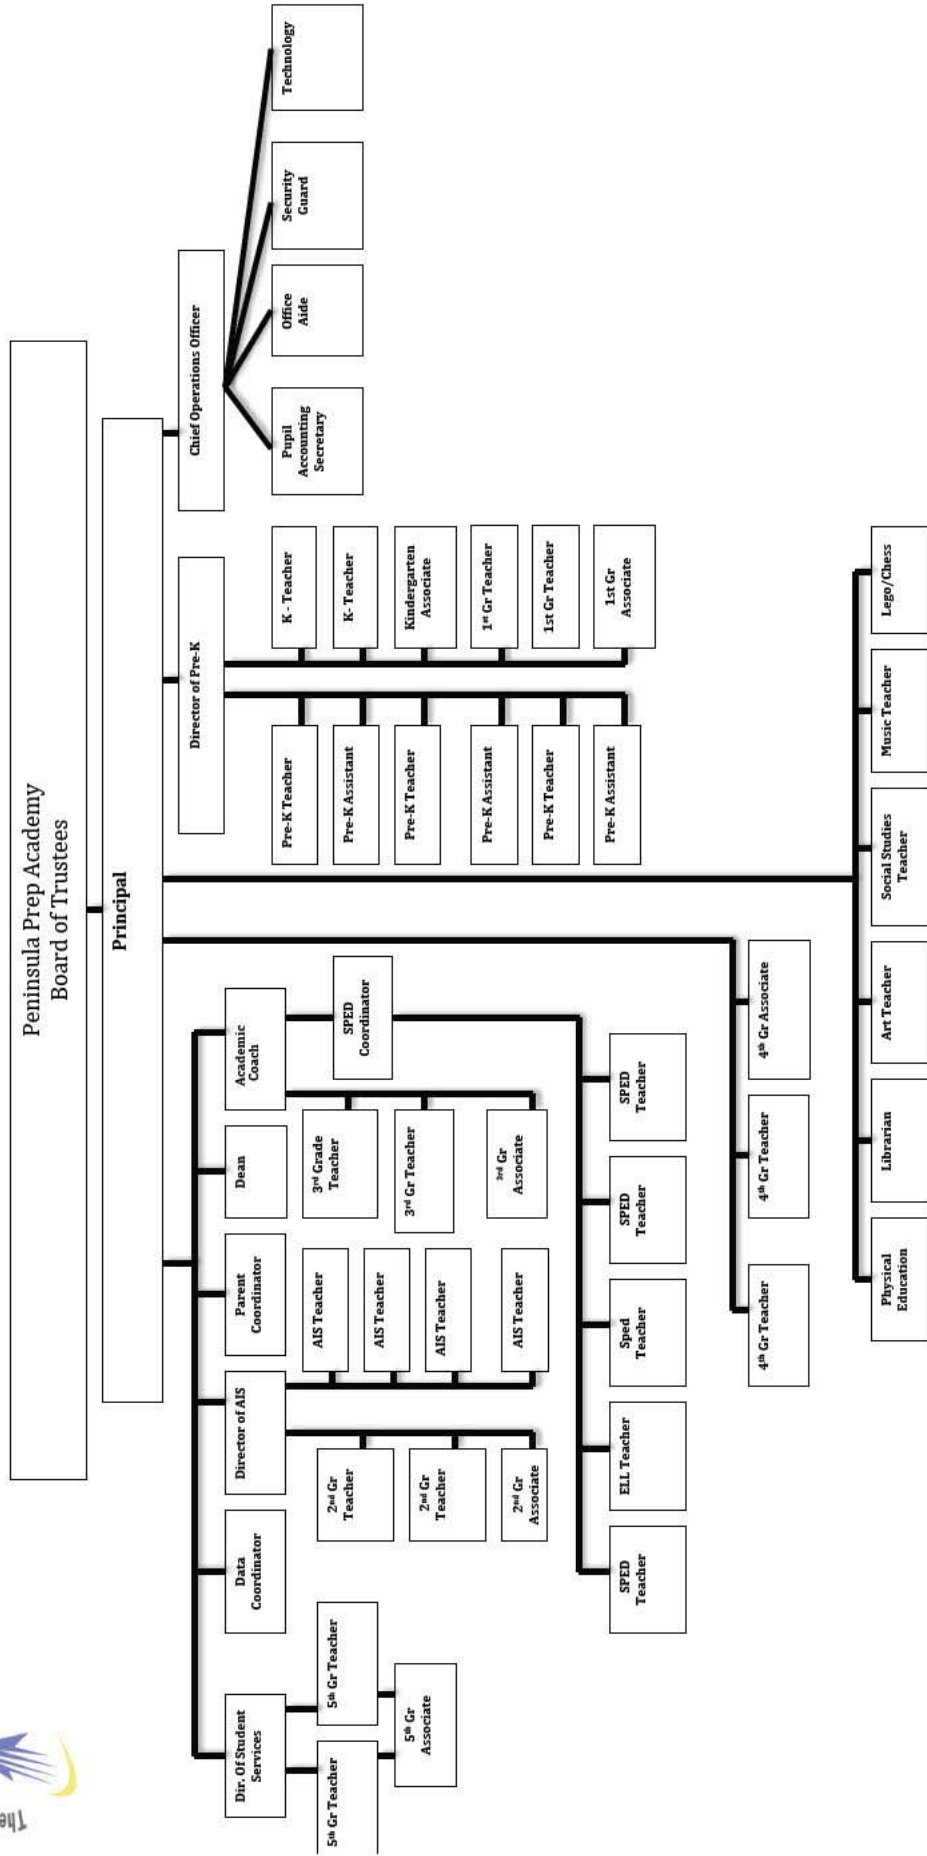 Peninsula Prep Academy
Board of Trustees
Principal
Dir. Of Student
Services
Data
Coordinator
Director of AIS
Parent
Coordinator
Dean
Academic
Coach
Director of Pre-K
Chief Operations Officer
5th Gr Teacher
5th Gr Teacher
5th Gr
Associate
2nd Gr
Teacher
2nd Gr
Teacher
2nd Gr
Associate
AIS Teacher
AIS Teacher
AIS Teacher
AIS Teacher
3rd Grade
Teacher
3rd Gr Teacher
3rd Gr
Associate
SPED
Coordinator
SPED
Teacher
ELL Teacher
Sped
Teacher
SPED
Teacher
SPED
Teacher
Pre-K Teacher
Pre-K Assistant
Pre-K Teacher
Pre-K Assistant
Pre-K Teacher
Pre-K Assistant
K - Teacher
K- Teacher
Kindergarten
Associate
1st Gr Teacher
1st Gr Teacher
1st Gr
Associate
Pupil
Accounting
Secretary
Office
Aide
Security
Guard
Technology
4th Gr Teacher
4th Gr Teacher
4th Gr Associate
Physical
Education
Librarian
Art Teacher
Social Studies
Teacher
Music Teacher
Lego/Chess
The